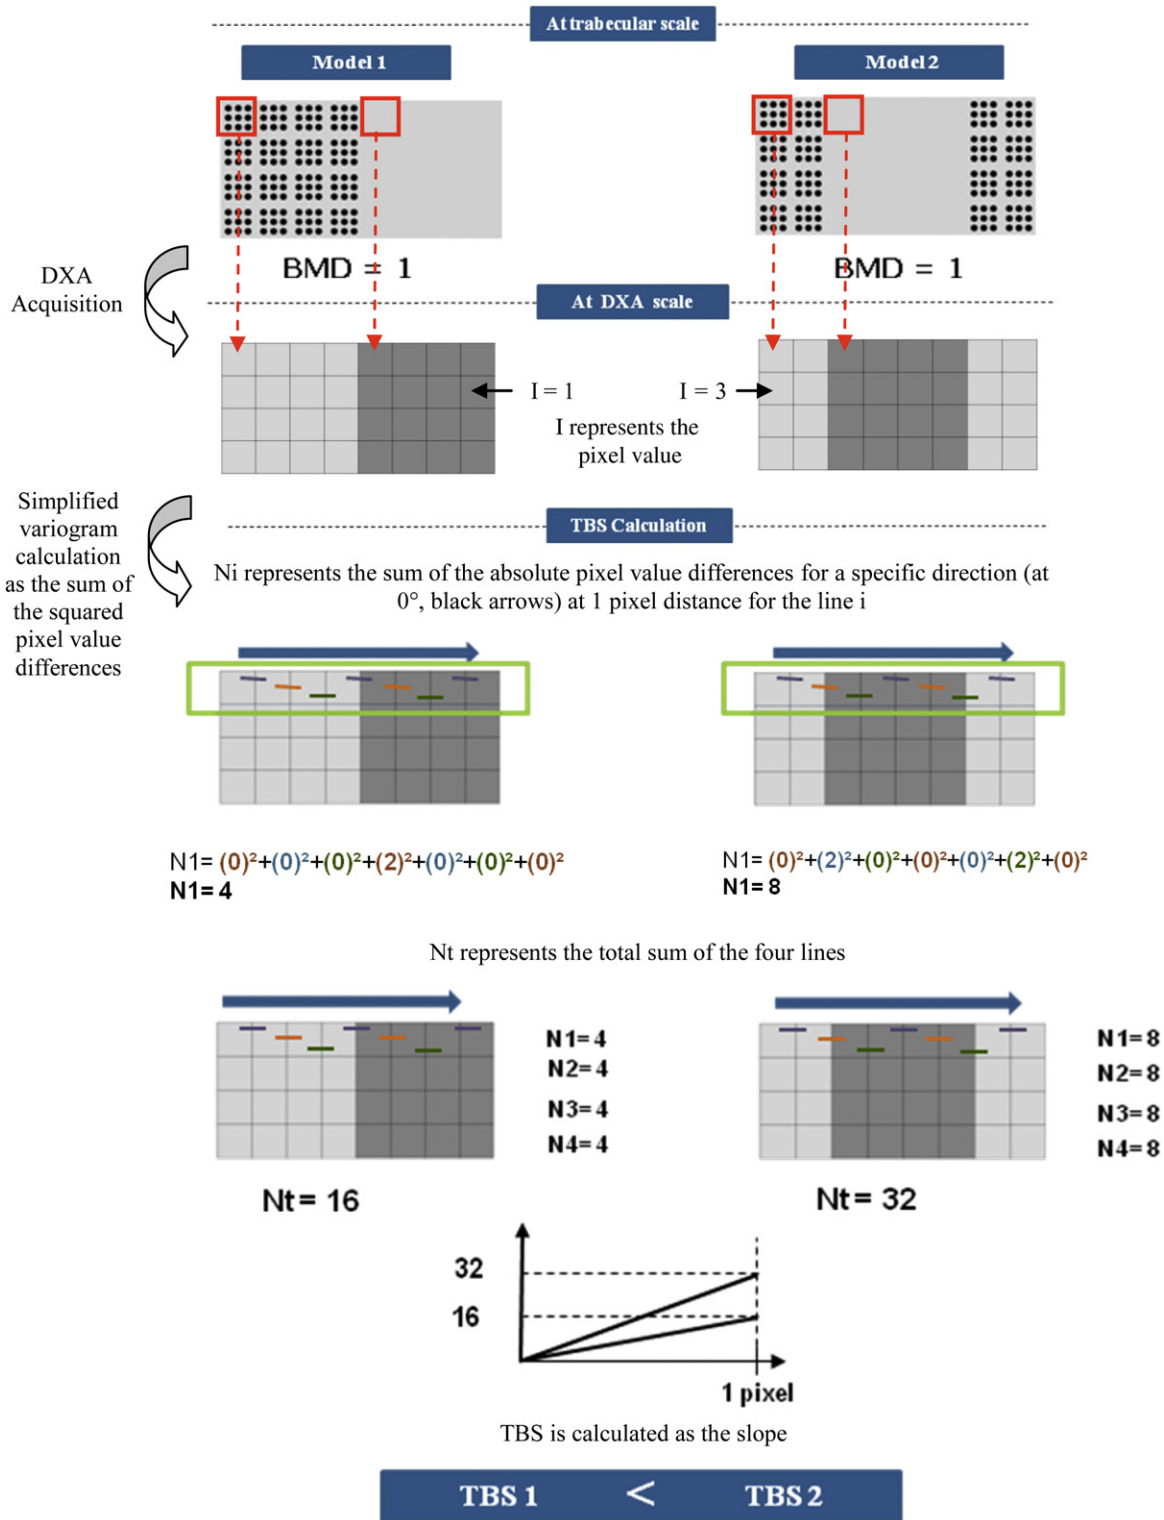 At trabecular scale
Model 1
Model 2
BMD = 1
BMD = 1
DXA
Acquisition
At DXA scale
I = 1
I = 3
I represents the
pixel value
Simplified
variogram
calculation
as the sum of
the squared
pixel value
differences
TBS Calculation
Ni represents the sum of the absolute pixel value differences for a specific direction (at
0°, black arrows) at 1 pixel distance for the line i
N1= (0)²+(0)²+(0)²+(2)²+(0)²+(0)²+(0)²
N1= 4
N1= (0)²+(2)²+(0)²+(0)²+(0)²+(2)²+(0)²
N1= 8
Nt represents the total sum of the four lines
N1= 4
N2= 4
N3= 4
N4= 4
N1= 8
N2= 8
N3= 8
N4= 8
Nt = 16
Nt = 32
32
16
1 pixel
TBS is calculated as the slope
TBS 1 < TBS 2